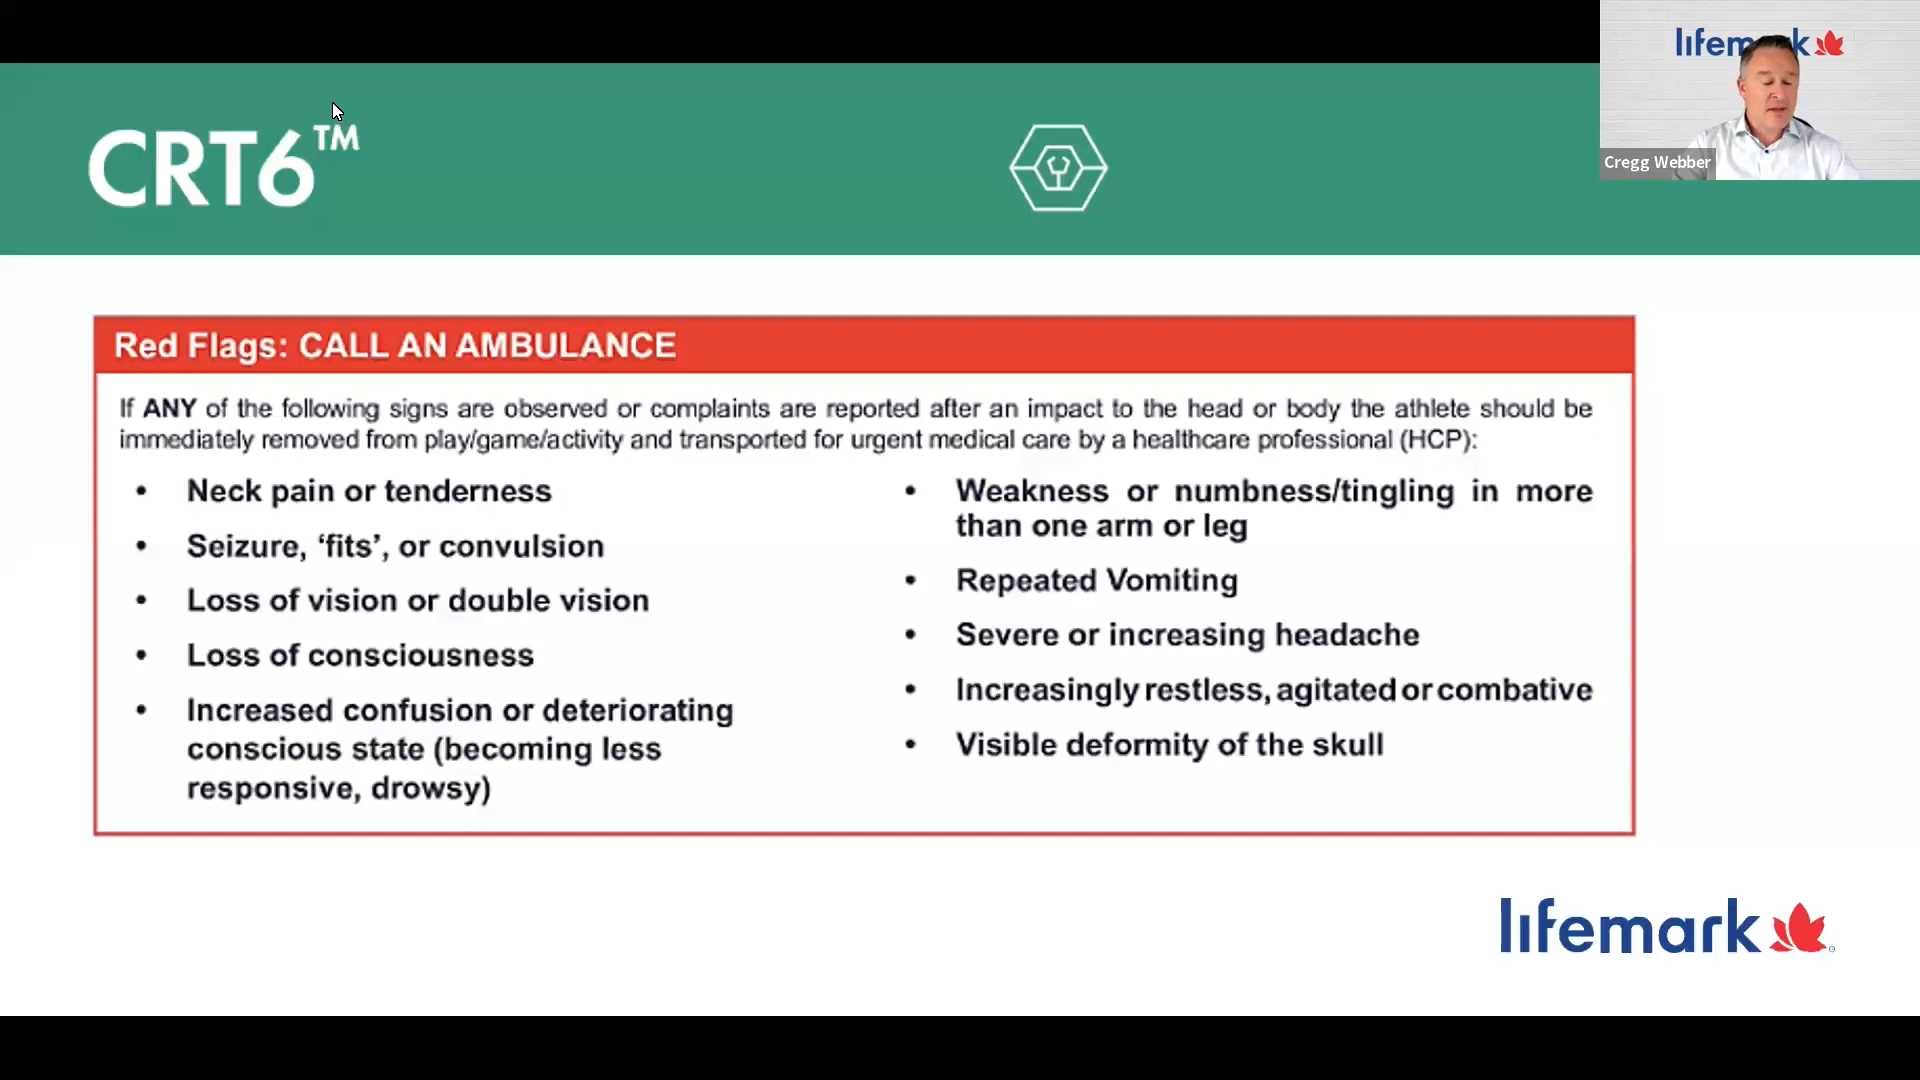 lifemark
Cregg Webber
CRT6™
Red Flags: CALL AN AMBULANCE
If ANY of the following signs are observed or complaints are reported after an impact to the head or body the athlete should be
immediately removed from play/game/activity and transported for urgent medical care by a healthcare professional (HCP):
• Neck pain or tenderness
• Seizure, ‘fits’, or convulsion
• Loss of vision or double vision
• Loss of consciousness
• Increased confusion or deteriorating
conscious state (becoming less
responsive, drowsy)
• Weakness or numbness/tingling in more
than one arm or leg
• Repeated Vomiting
• Severe or increasing headache
• Increasingly restless, agitated or combative
• Visible deformity of the skull
lifemark